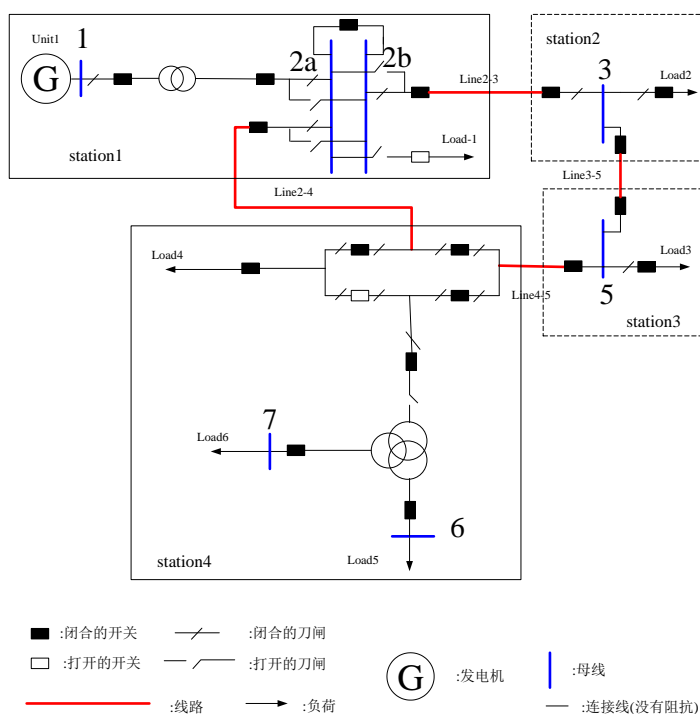 Unit1
1
G
2a
2b
station2
3
Load2
Line2-3
station1
Load-1
Line2-4
Line3-5
Load4
Load3
Line4-5
5
station3
7
Load6
6
Load5
station4
:闭合的开关
:闭合的刀闸
:打开的开关
:打开的刀闸
G
:发电机
:母线
:线路
:负荷
:连接线(没有阻抗)